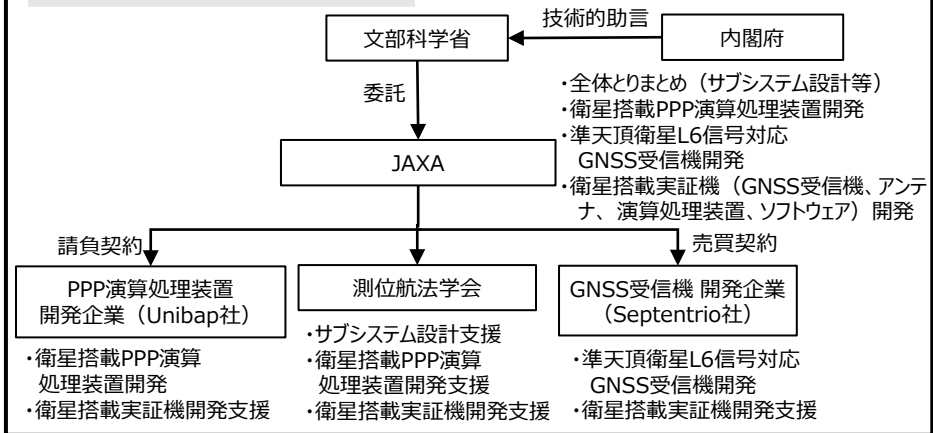 技術的助言
文部科学省
内閣府
委託
・全体とりまとめ（サブシステム設計等）
・衛星搭載PPP演算処理装置開発
・準天頂衛星L6信号対応
GNSS受信機開発
・衛星搭載実証機（GNSS受信機、アンテ
ナ、演算処理装置、ソフトウェア）開発
JAXA
請負契約
売買契約
PPP演算処理装置
開発企業（Unibap社）
・衛星搭載PPP演算
処理装置開発
・衛星搭載実証機開発支援
測位航法学会
・サブシステム設計支援
・衛星搭載PPP演算
処理装置開発支援
・衛星搭載実証機開発支援
GNSS受信機 開発企業
（Septentrio社）
・準天頂衛星L6信号対応
GNSS受信機開発
・衛星搭載実証機開発支援